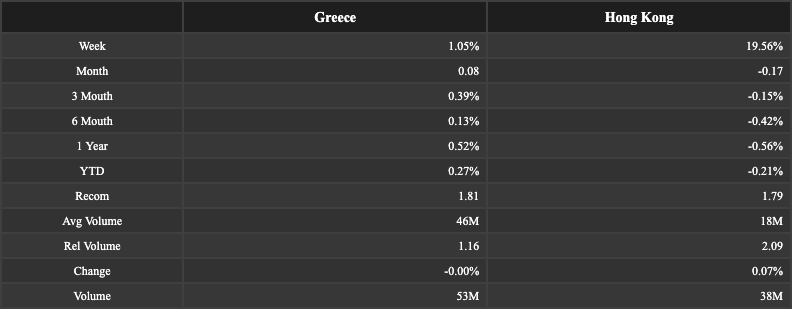 Greece Hong Kong
Week 1.05% 19.56%
Month 0.08 -0.17
3 Mouth 0.39% -0.15%
6 Mouth 0.13% -0.42%
1 Year 0.52% -0.56%
YTD 0.27% -0.21%
Recom 1.81 1.79
Avg Volume 46M 18M
Rel Volume 1.16 2.09
Change -0.00% 0.07%
Volume 53M 38M